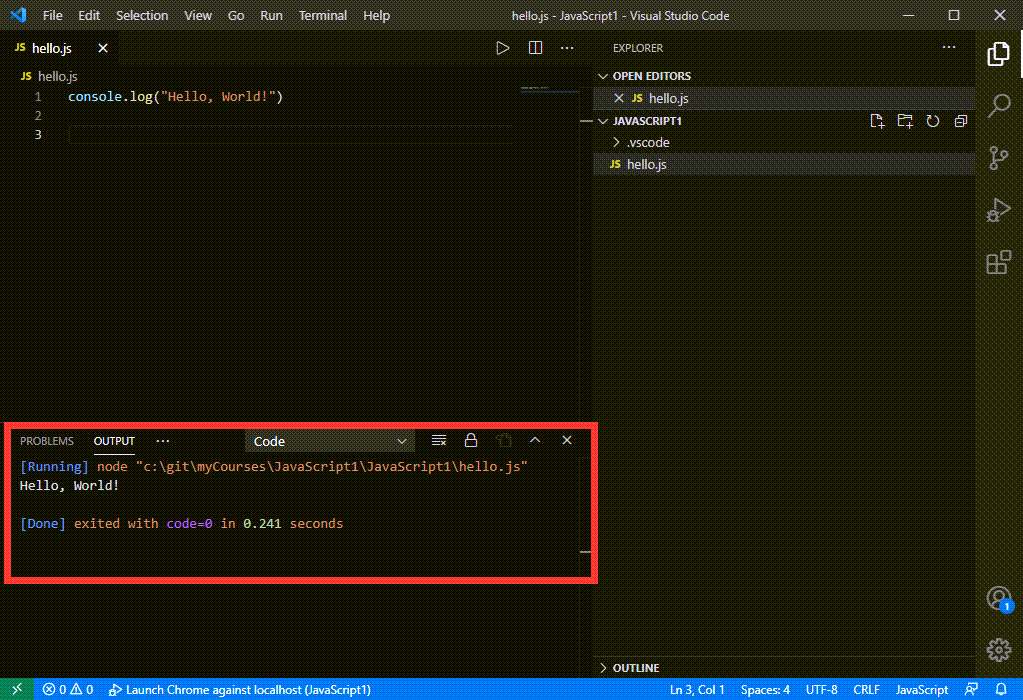 File Edit Selection View Go Run Terminal Help hello.js - JavaScript1 - Visual Studio Code
JS hello.js
EXPLORER
JS hello.js
OPEN EDITORS
1 console.log("Hello, World!")
JS hello.js
2
JAVASCRIPT1
3
.vscode
JS hello.js
PROBLEMS OUTPUT Code
[Running] node "c:\git\myCourses\JavaScript1\JavaScript1\hello.js"
Hello, World!
[Done] exited with code=0 in 0.241 seconds
1
OUTLINE
0 0 Launch Chrome against localhost (JavaScript1) Ln 3, Col 1 Spaces: 4 UTF-8 CRLF JavaScript